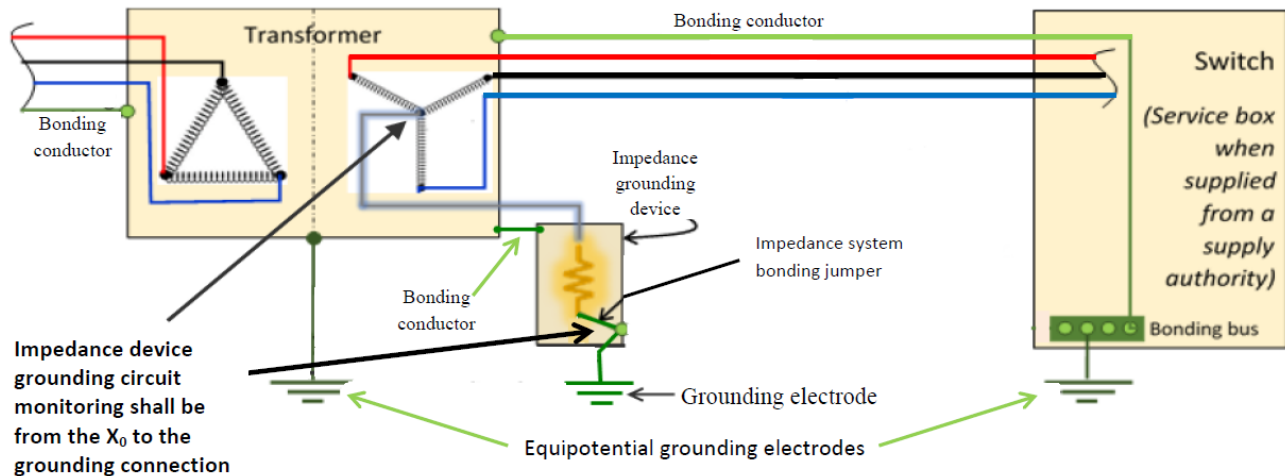 Transformer
Bonding conductor
Bonding
conductor
Switch
(Service box
when
supplied
from a
supply
authority)
Impedance
grounding
device
Impedance system
bonding jumper
Bonding
conductor
Bonding bus
Impedance device
grounding circuit
monitoring shall be
from the X₀ to the
grounding connection
Grounding electrode
Equipotential grounding electrodes